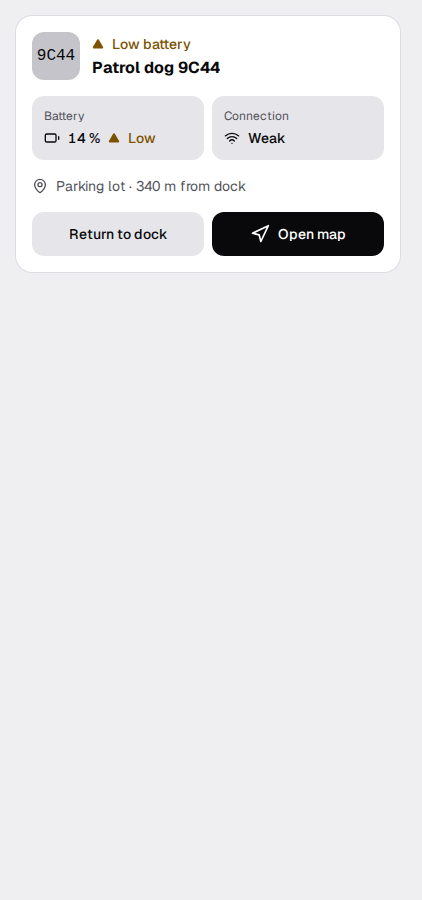 9C44
Low battery
Patrol dog 9C44
Battery
Connection
14 % Low
Weak
Parking lot · 340 m from dock
Return to dock
Open map